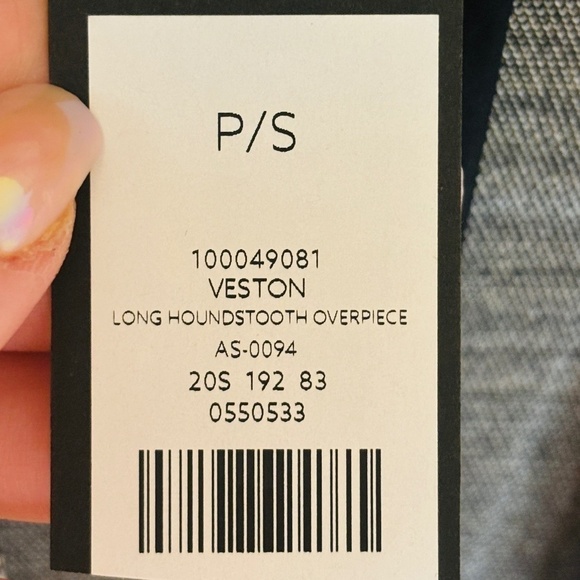 P/S
100049081
VESTON
LONG HOUNDSTOOTH OVERPIECE
AS-0094
20S 192 83
0550533